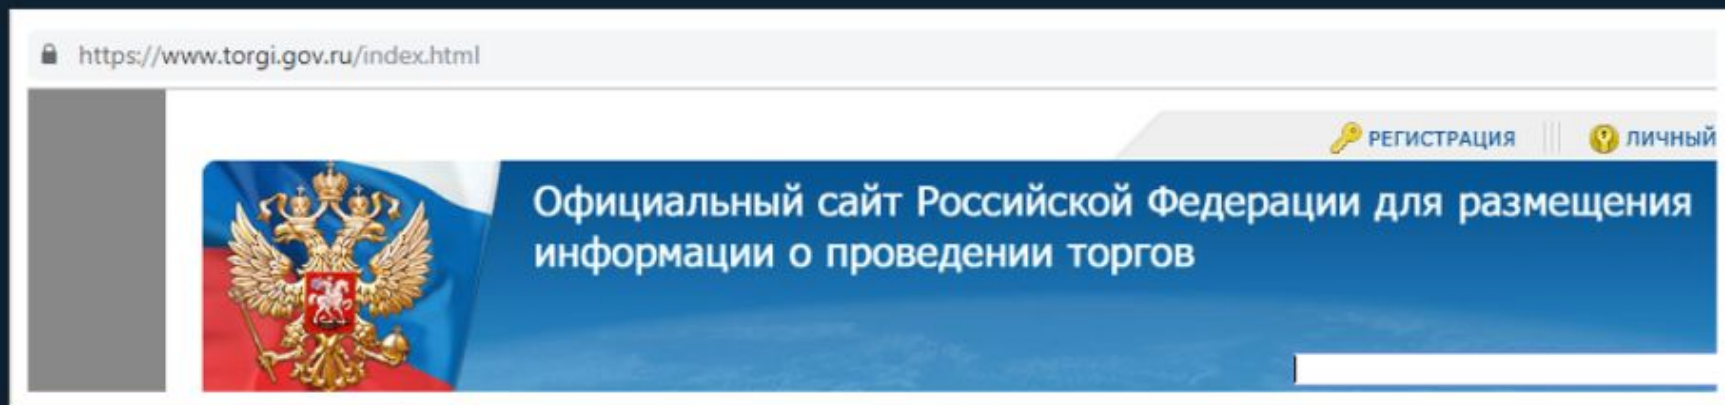 https://www.torgi.gov.ru/index.html
РЕГИСТРАЦИЯ ЛИЧНЫЙ
Официальный сайт Российской Федерации для размещения
информации о проведении торгов